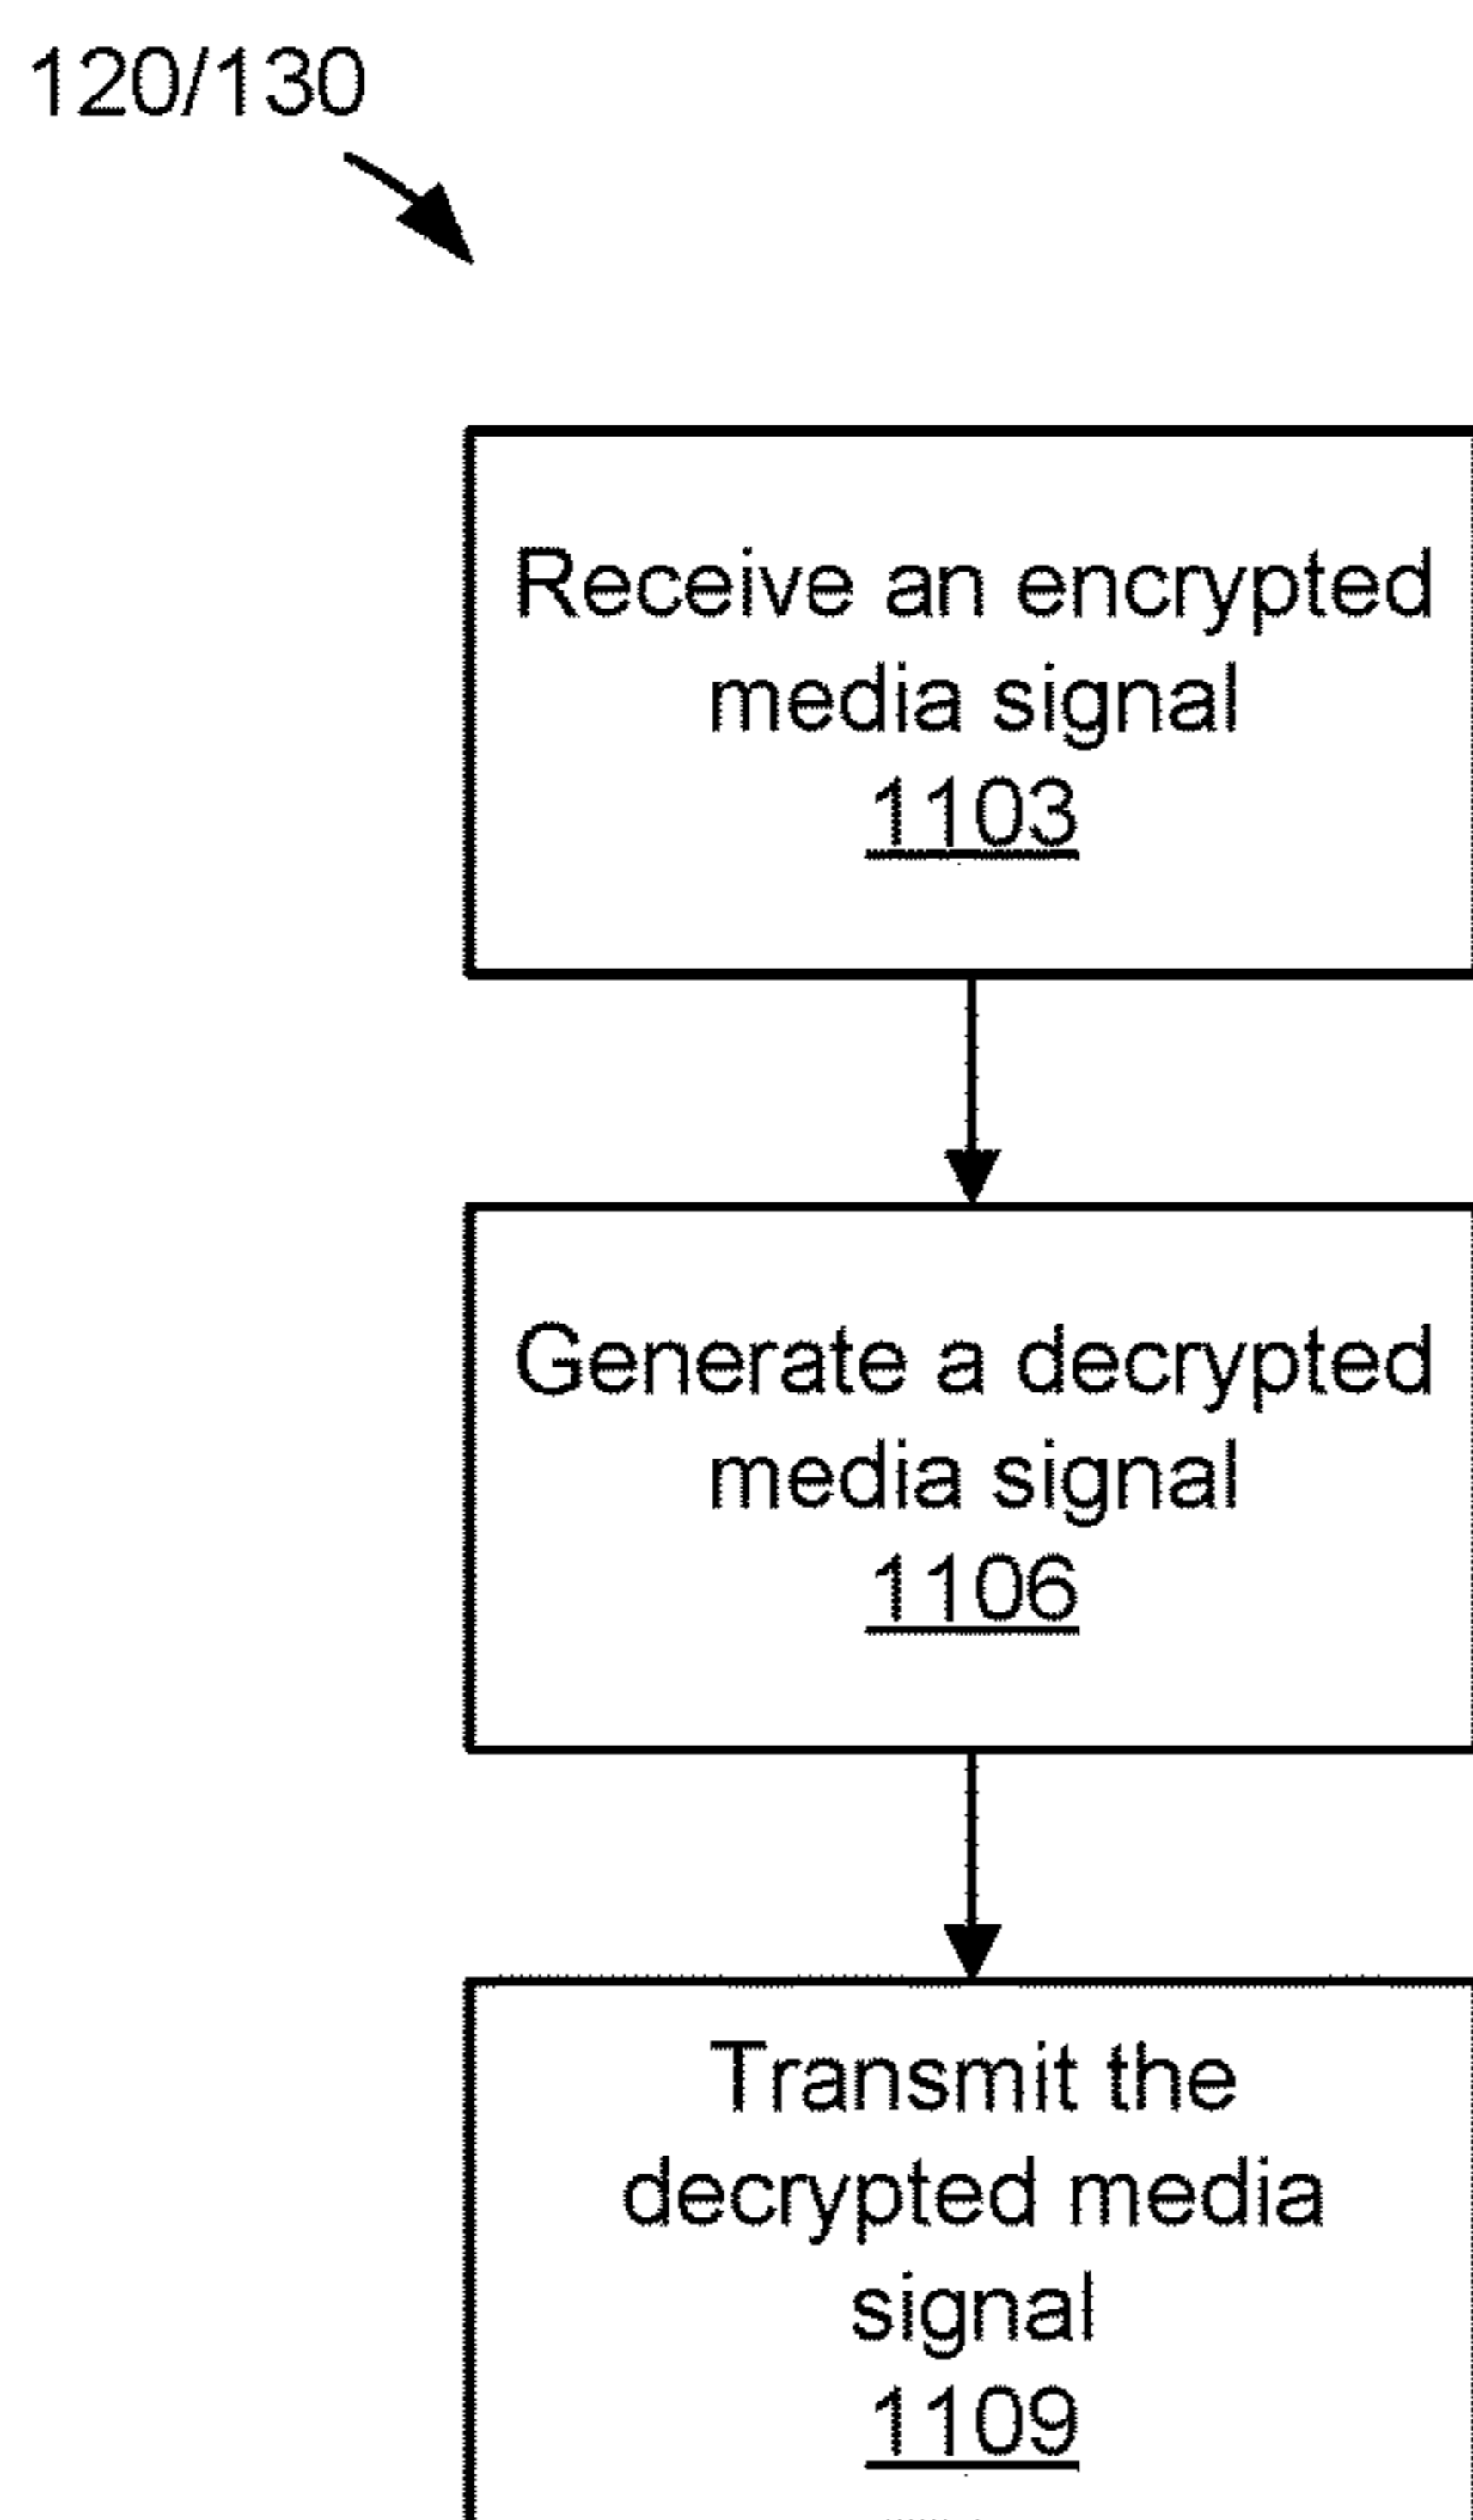 120/130
Receive an encrypted
media signal
1103
Generate a decrypted
media signal
1106
Transmit the
decrypted media
signal
1109